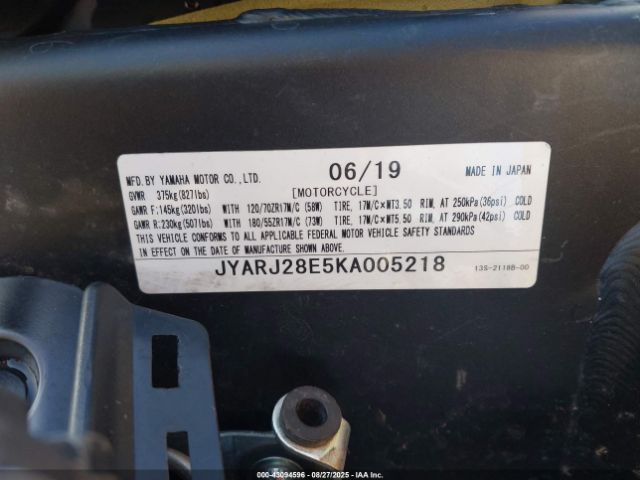 MFD.BY YAMAHA MOTOR CO.,LTD. 06/19 MADE IN JAPAN
GVWR 375kg(827lbs) [MOTORCYCLE]
GAWR F:145kg(320lbs) WITH 120/70ZR17M/C (58W) TIRE, 17M/C×MT3.50 RIM, AT 250kPa(36psi) COLD
GAWR R:230kg(507lbs) WITH 180/55ZR17M/C (73W) TIRE, 17M/C×MT5.50 RIM, AT 290kPa(42psi) COLD
THIS VEHICLE CONFORMS TO ALL APPLICABLE FEDERAL MOTOR VEHICLE SAFETY STANDARDS
IN EFFECT ON THE DATE OF MANUFACTURE SHOWN ABOVE.
JYARJ28E5KA005218 13S-2118B-00
Stock No: 000-43094596 | 08/27/2025 | © IAA Holdings, LLC